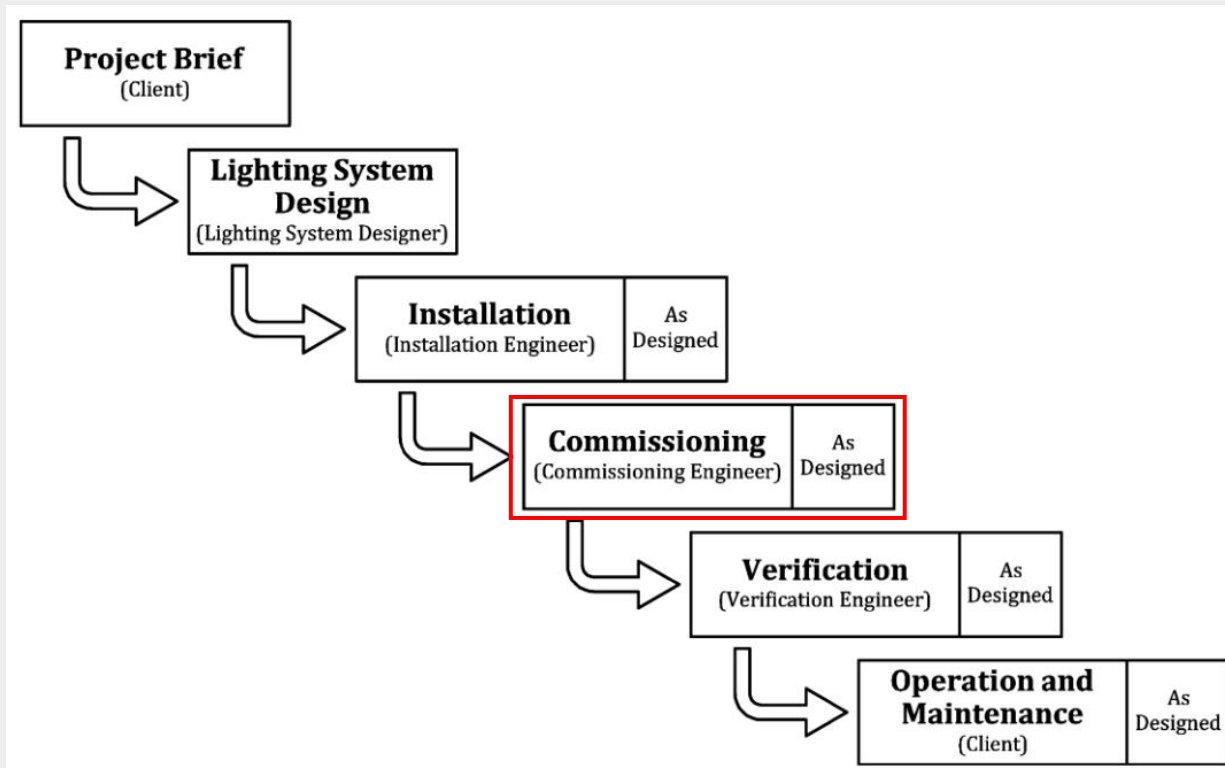 Project Brief
(Client)
Lighting System
Design
(Lighting System Designer)
Installation
(Installation Engineer)
As
Designed
Commissioning
(Commissioning Engineer)
As
Designed
Verification
(Verification Engineer)
As
Designed
Operation and
Maintenance
(Client)
As
Designed